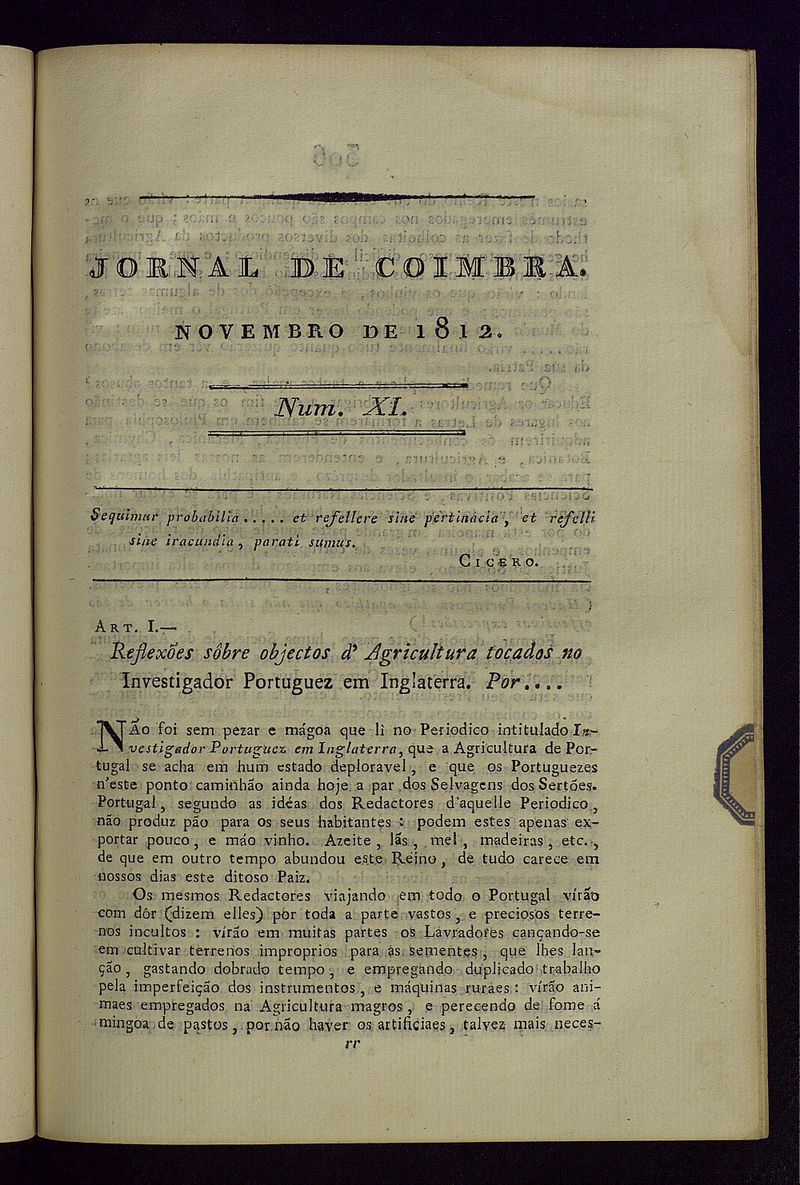 JORNAL DE COIMBRA.
NOVEMBRO DE 1812.
Num. XI.
Sequimur probabilia..... et refellere sine pertinacia, et refelli
sine iracundia, parati sumus.
CICERO.
ART. I.—
Reflexões sôbre objectos d' Agricultura tocados no
Investigador Portuguez em Inglaterra. Por....
NÃo foi sem pezar e mágoa que li no Periodico intitulado In-
vestigador Portuguez em Inglaterra, que a Agricultura de Por-
tugal se acha em hum estado deploravel, e que os Portuguezes
n'este ponto caminhão ainda hoje a par dos Selvagens dos Sertões.
Portugal, segundo as idéas dos Redactores d'aquelle Periodico,
não produz pão para os seus habitantes: podem estes apenas ex-
portar pouco, e máo vinho. Azeite, lãs, mel, madeiras, etc.,
de que em outro tempo abundou este Reino, de tudo carece em
nossos dias este ditoso Paiz.
Os mesmos Redactores viajando em todo o Portugal vírão
com dôr (dizem elles) por toda a parte vastos, e preciosos terre-
nos incultos: vírão em muitas partes os Lavradores cançando-se
em cultivar terrenos improprios para as sementes, que lhes lan-
ção, gastando dobrado tempo, e empregando duplicado trabalho
pela imperfeição dos instrumentos, e máquinas ruráes: vírão ani-
maes empregados na Agricultura magros, e perecendo de fome á
mingoa de pastos, por não haver os artificiaes, talvez mais neces-
rr